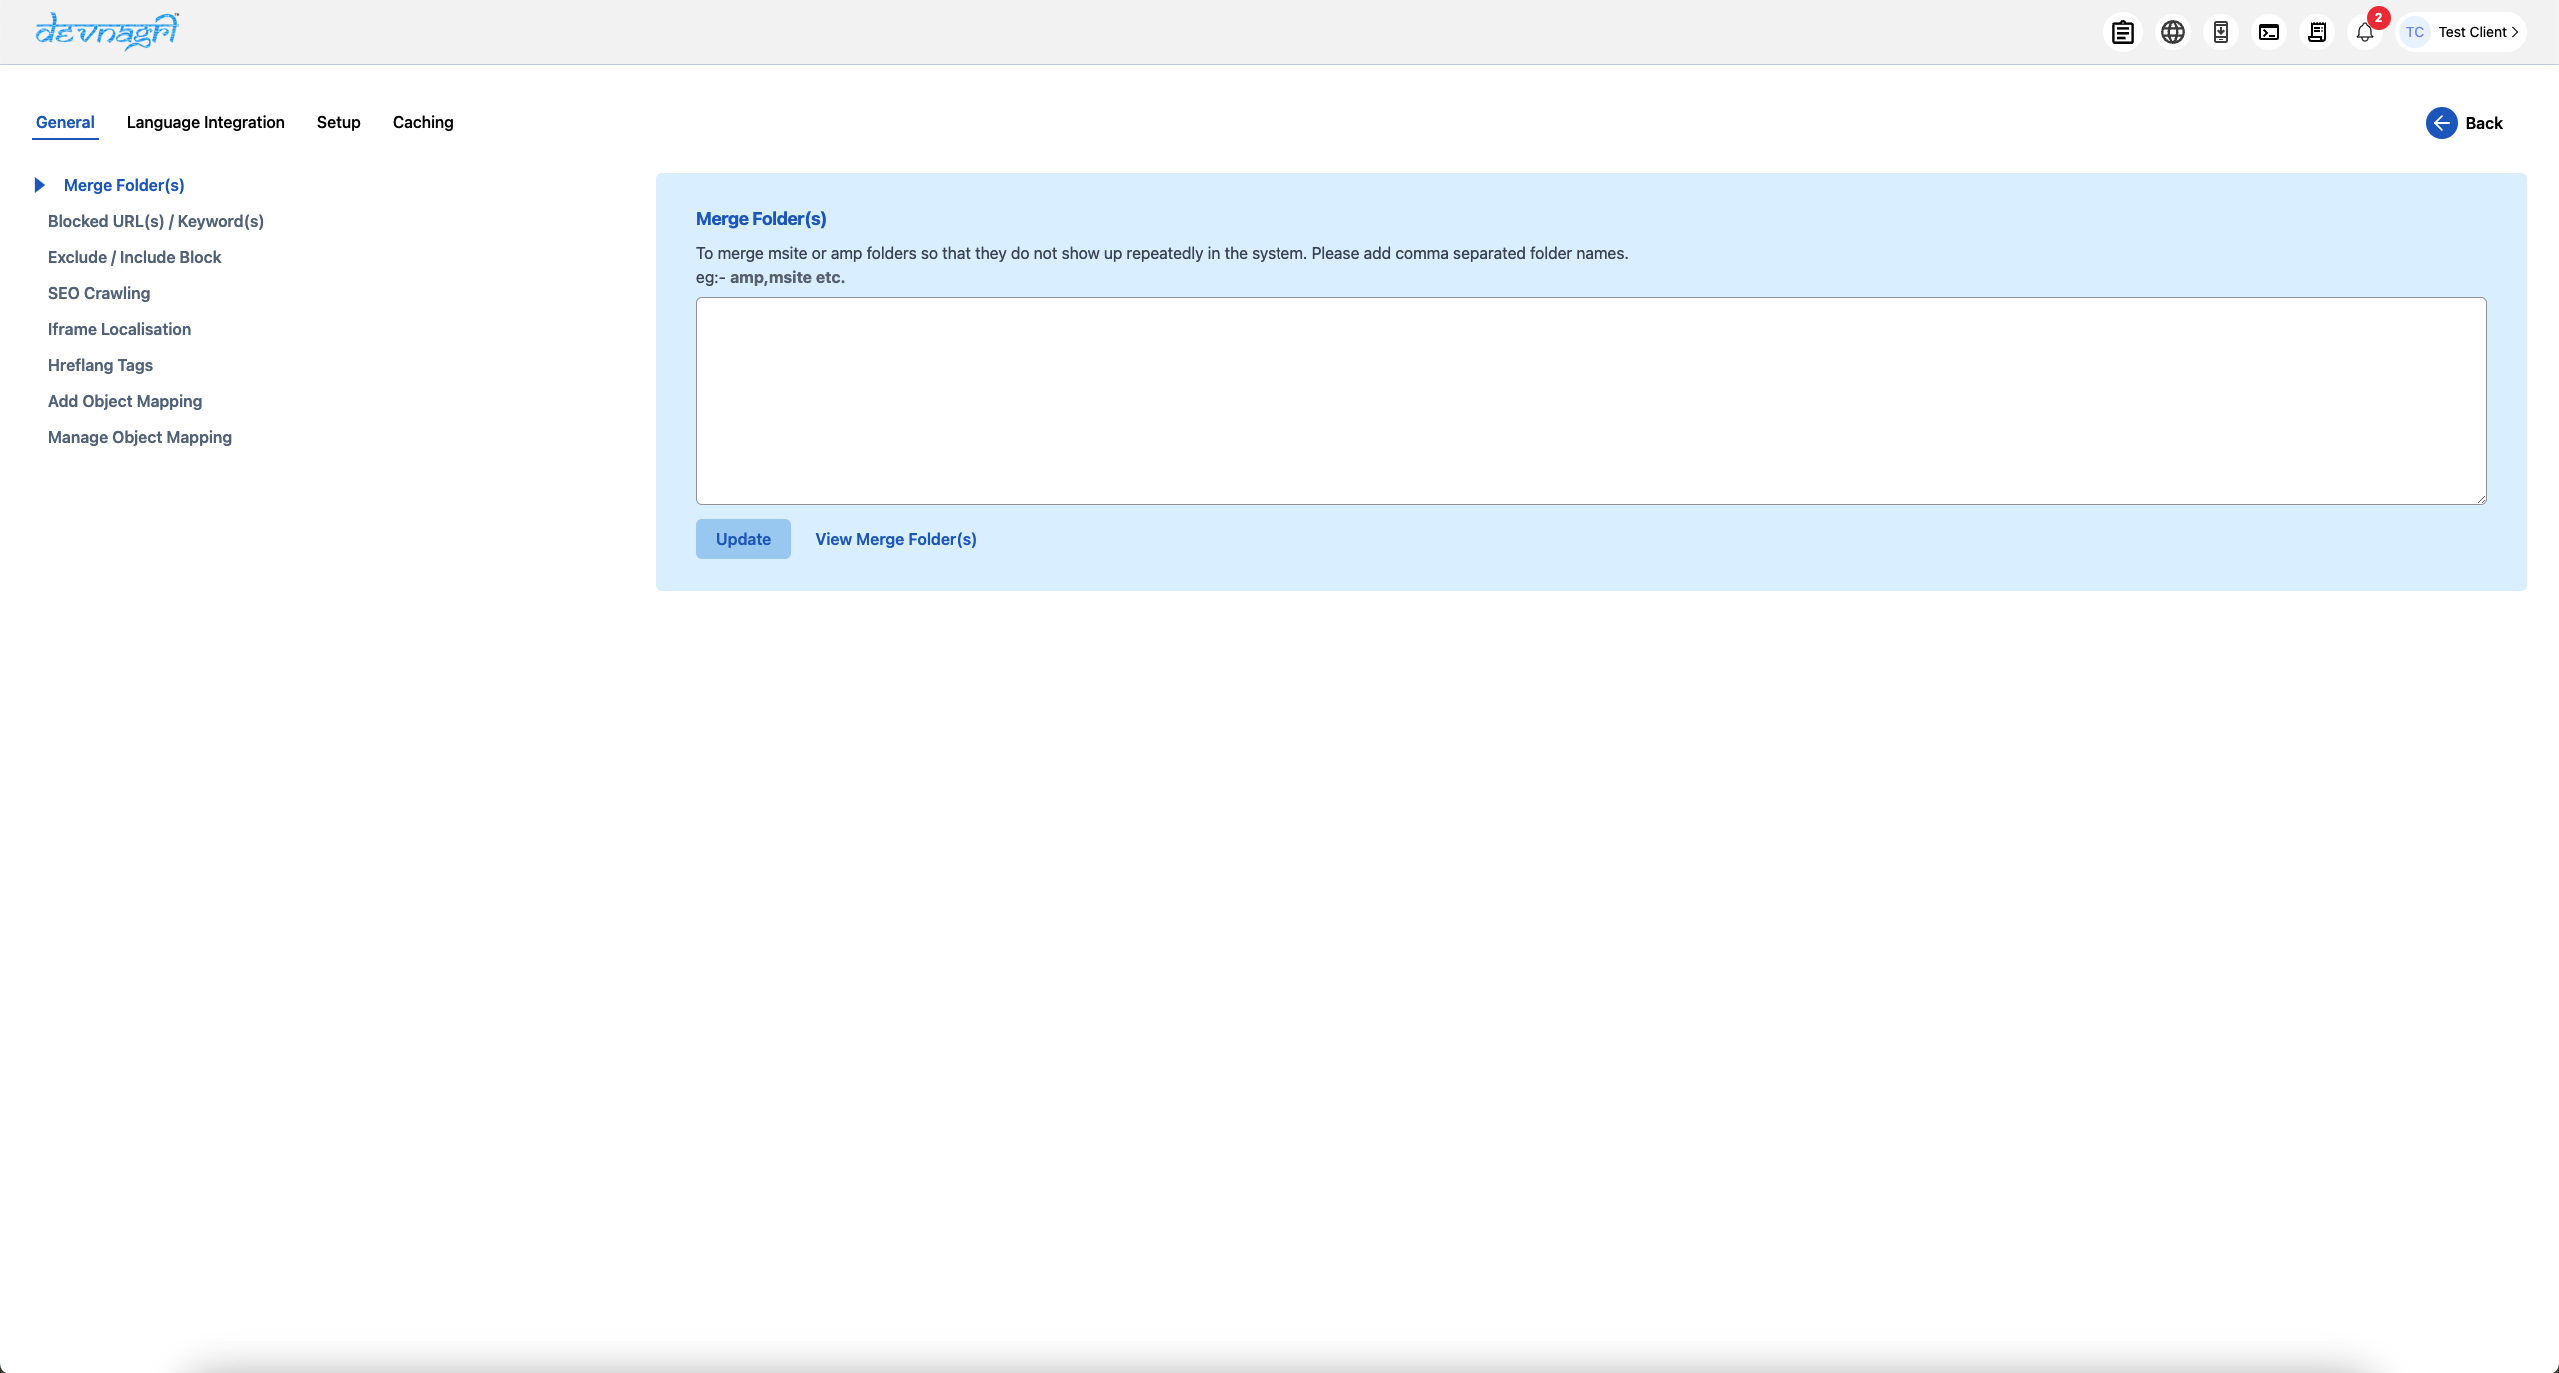 devnagri™
2
TC Test Client
General Language Integration Setup Caching
Back
Merge Folder(s)
Blocked URL(s) / Keyword(s)
Exclude / Include Block
SEO Crawling
Iframe Localisation
Hreflang Tags
Add Object Mapping
Manage Object Mapping
Merge Folder(s)
To merge msite or amp folders so that they do not show up repeatedly in the system. Please add comma separated folder names.
eg:- amp,msite etc.
Update View Merge Folder(s)